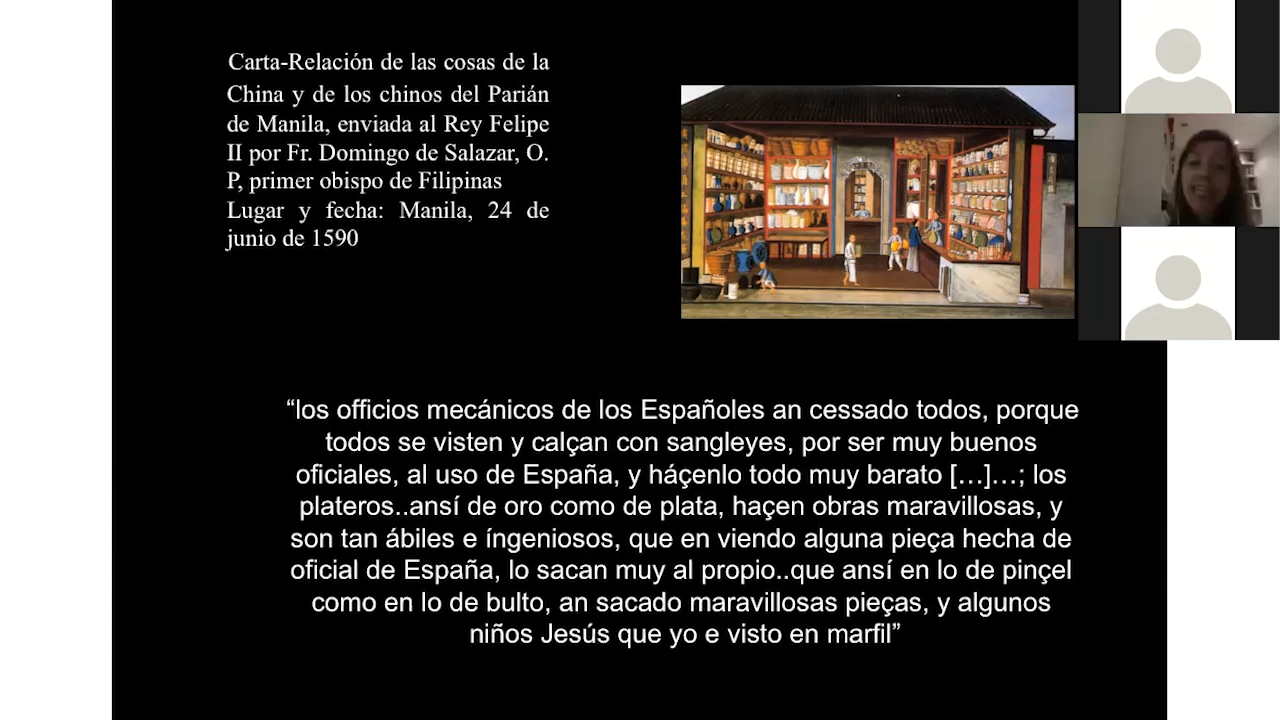 Carta-Relación de las cosas de la
China y de los chinos del Parián
de Manila, enviada al Rey Felipe
II por Fr. Domingo de Salazar, O.
P, primer obispo de Filipinas
Lugar y fecha: Manila, 24 de
junio de 1590
“los officios mecánicos de los Españoles an cessado todos, porque
todos se visten y calçan con sangleyes, por ser muy buenos
oficiales, al uso de España, y háçenlo todo muy barato […]…; los
plateros..ansí de oro como de plata, haçen obras maravillosas, y
son tan ábiles e íngeniosos, que en viendo alguna pieça hecha de
oficial de España, lo sacan muy al propio..que ansí en lo de pinçel
como en lo de bulto, an sacado maravillosas pieças, y algunos
niños Jesús que yo e visto en marfil”